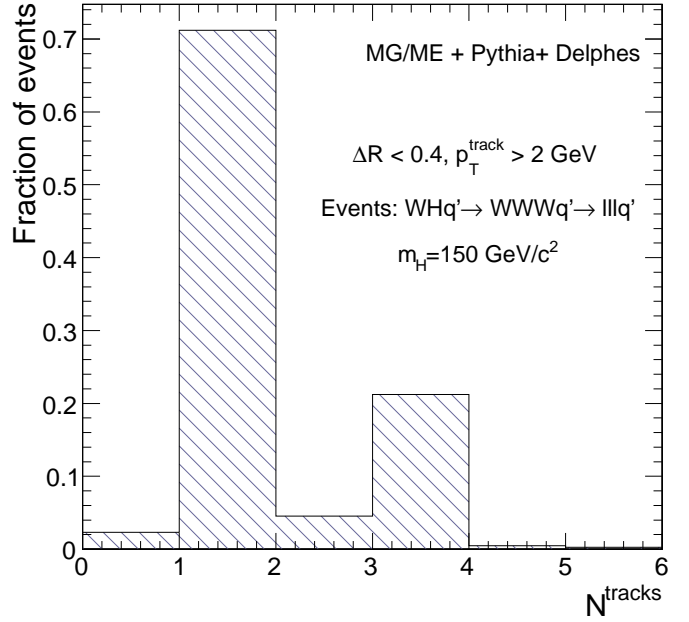 MG/ME + Pythia+ Delphes
ΔR < 0.4, p_T^track > 2 GeV
Events: WHq'→ WWWq'→ lllq'
m_H=150 GeV/c²
Fraction of events
0.7
0.6
0.5
0.4
0.3
0.2
0.1
0
0 1 2 3 4 5 6
N^tracks